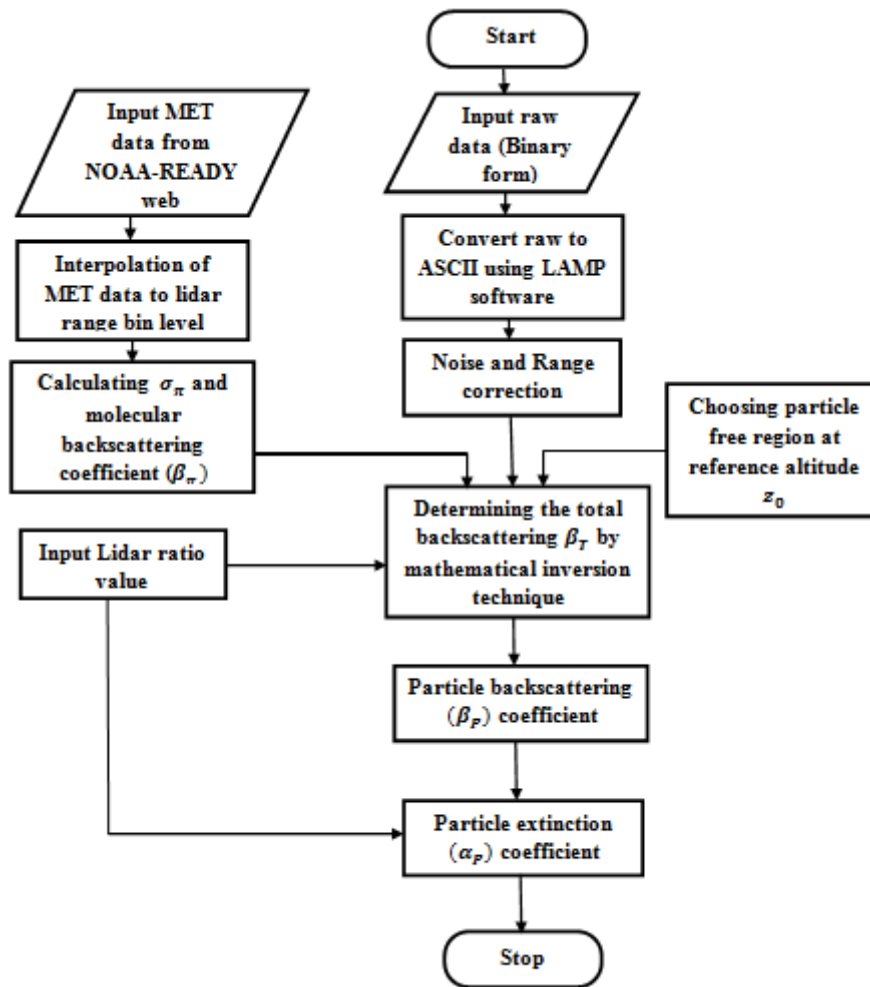 Start
Input MET
data from
NOAA-READY
web
Input raw
data (Binary
form)
Interpolation of
MET data to lidar
range bin level
Convert raw to
ASCII using LAMP
software
Calculating σπ and
molecular
backscattering
coefficient (βπ)
Noise and Range
correction
Choosing particle
free region at
reference altitude
z0
Determining the total
backscattering βT by
mathematical inversion
technique
Input Lidar ratio
value
Particle backscattering
(βP) coefficient
Particle extinction
(αP) coefficient
Stop